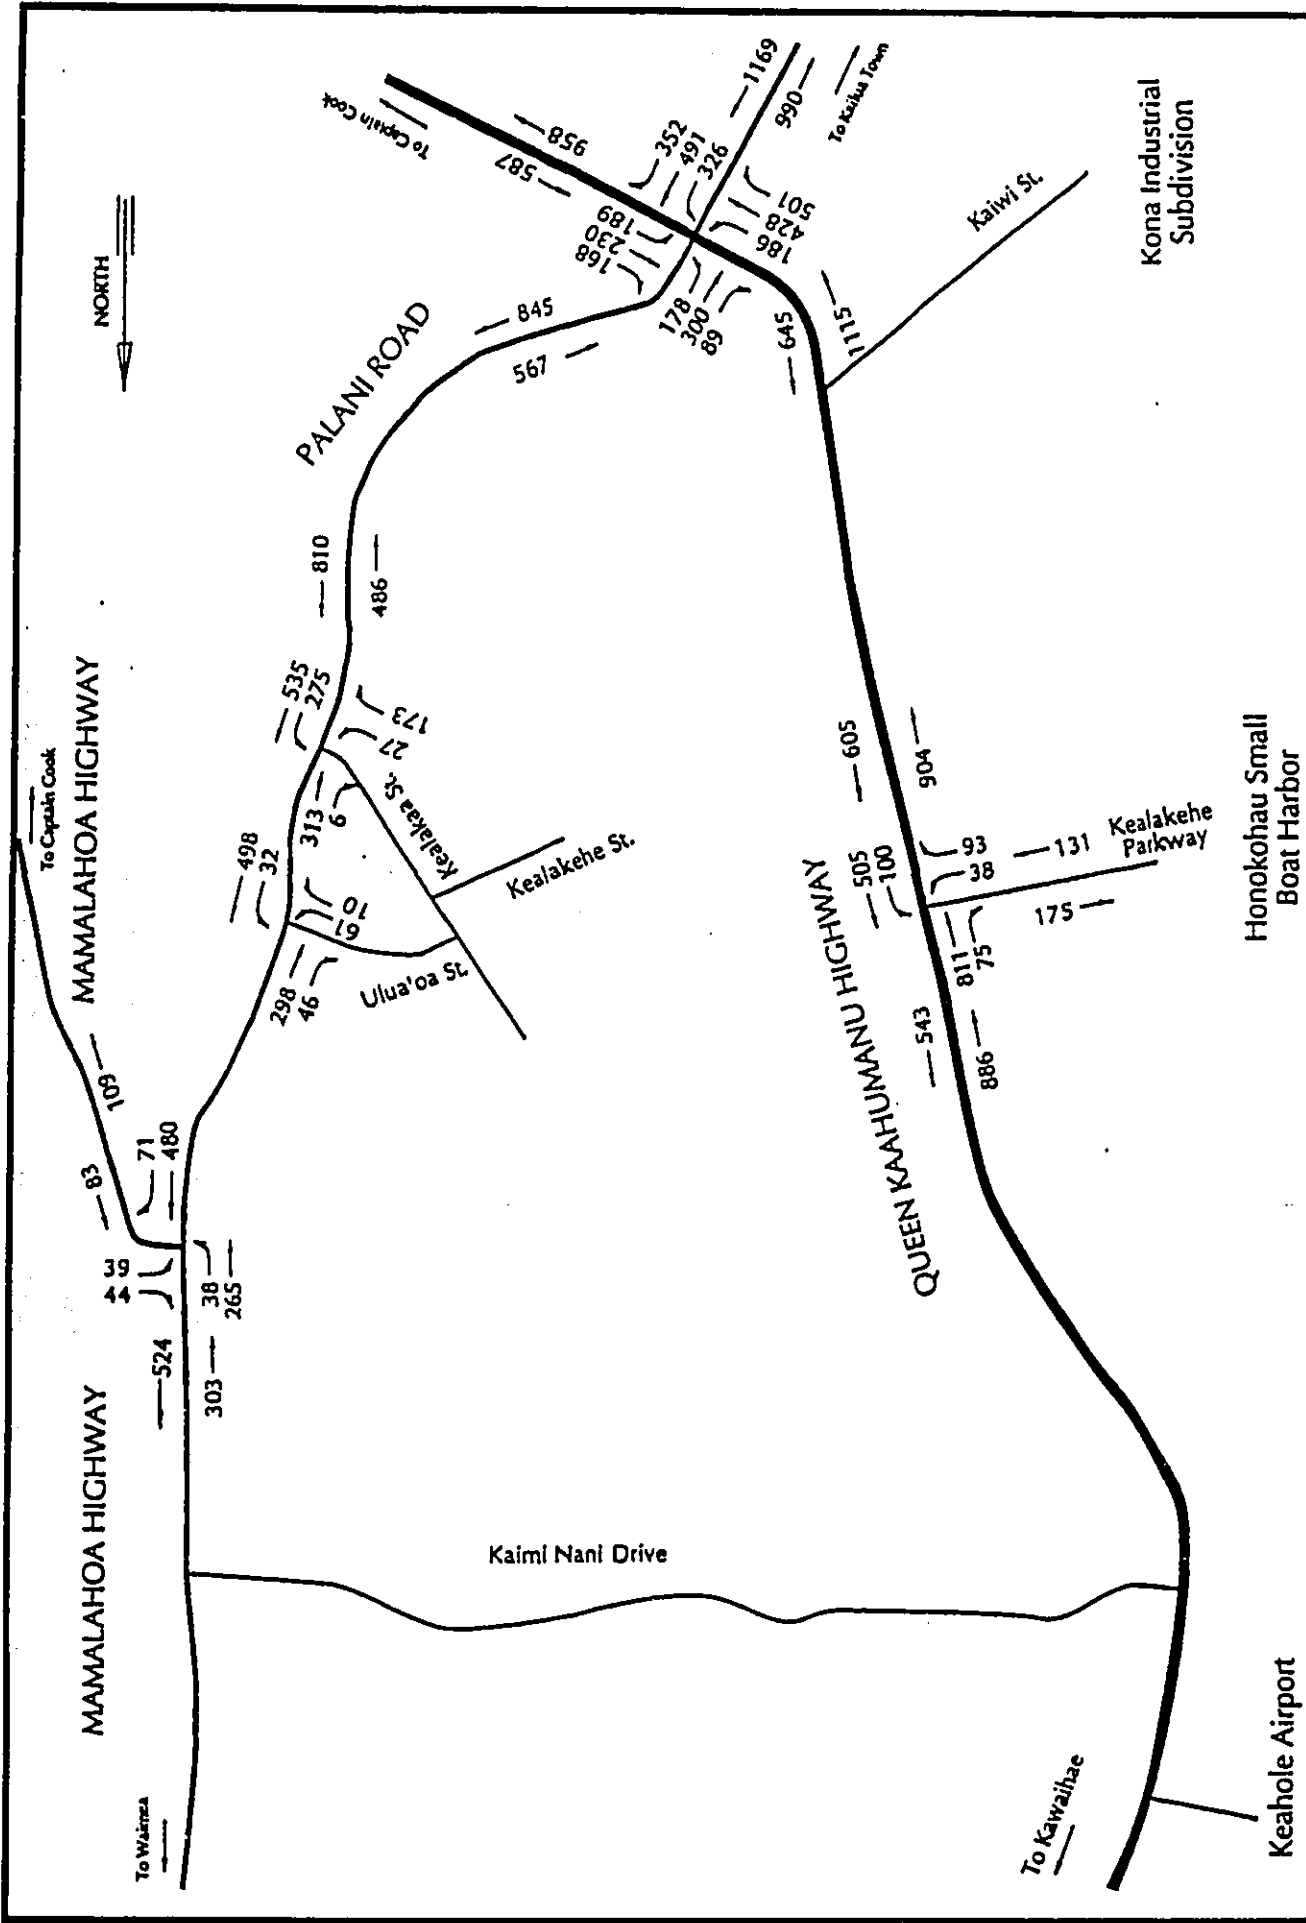 To Captain Cook
958
587
1169
990
To Kailua Town
352
491
326
189
230
168
501
428
186
178
300
89
645
1115
Kaiwi St.
Kona Industrial
Subdivision
NORTH
PALANI ROAD
845
567
810
486
535
275
173
27
313
6
Kealakaa St.
Kealakehe St.
498
32
10
61
298
46
Ulua'oa St.
To Captain Cook
MAMALAHOA HIGHWAY
109
83
71
480
39
44
38
265
524
303
MAMALAHOA HIGHWAY
To Waimea
605
904
505
100
93
38
131
Kealakehe
Parkway
175
811
75
543
886
QUEEN KAAHUMANU HIGHWAY
Honokohau Small
Boat Harbor
Kaimi Nani Drive
To Kawaihae
Keahole Airport